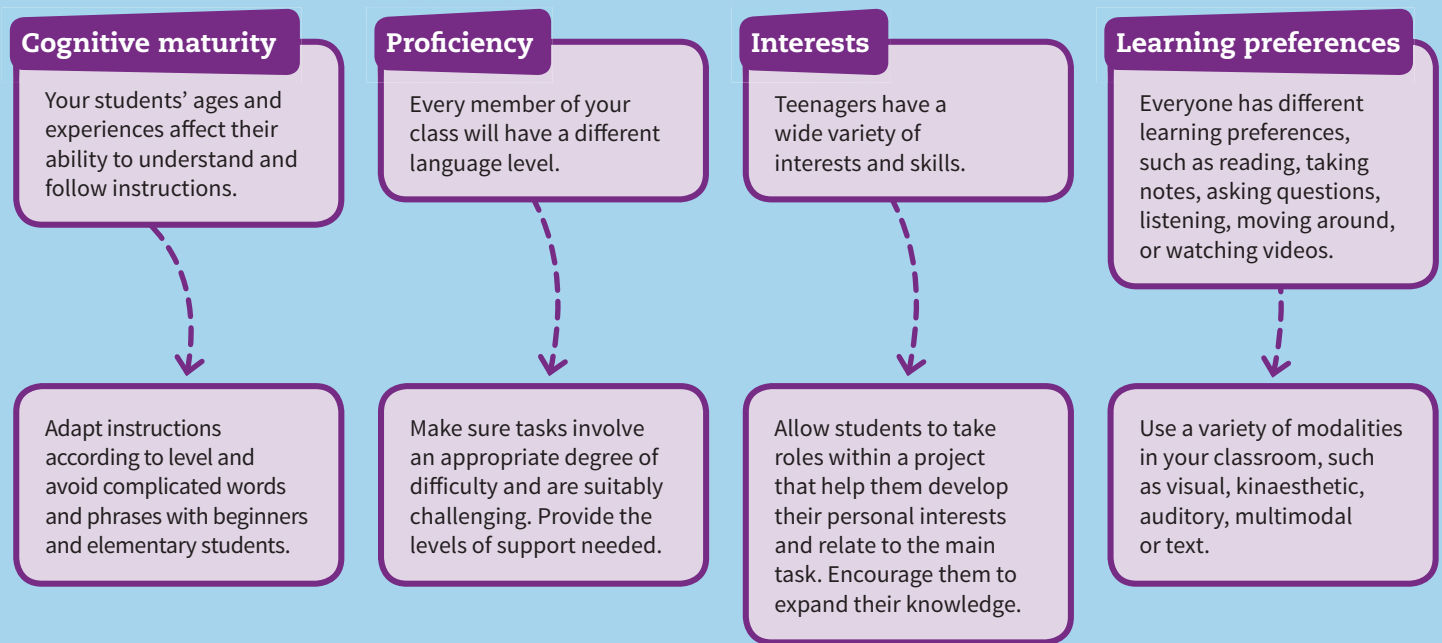 Cognitive maturity
Your students’ ages and
experiences affect their
ability to understand and
follow instructions.
Adapt instructions
according to level and
avoid complicated words
and phrases with beginners
and elementary students.
Proficiency
Every member of your
class will have a different
language level.
Make sure tasks involve
an appropriate degree of
difficulty and are suitably
challenging. Provide the
levels of support needed.
Interests
Teenagers have a
wide variety of
interests and skills.
Allow students to take
roles within a project
that help them develop
their personal interests
and relate to the main
task. Encourage them to
expand their knowledge.
Learning preferences
Everyone has different
learning preferences,
such as reading, taking
notes, asking questions,
listening, moving around,
or watching videos.
Use a variety of modalities
in your classroom, such
as visual, kinaesthetic,
auditory, multimodal
or text.